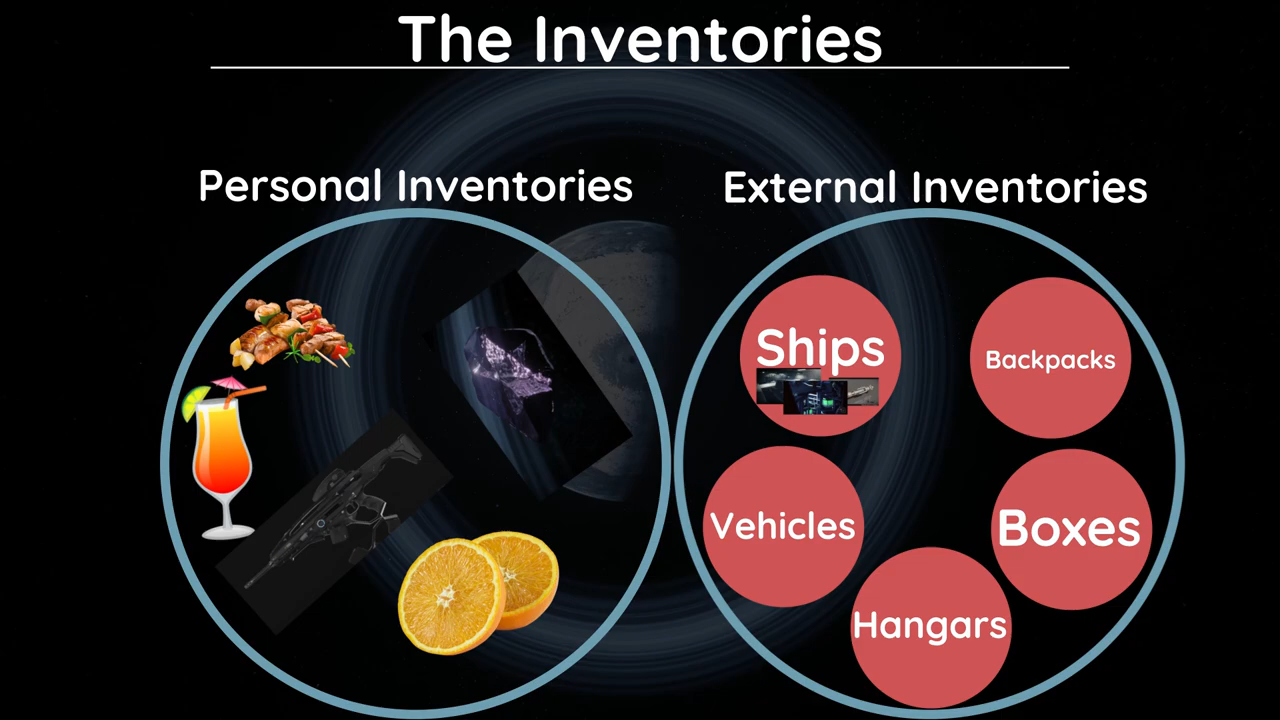 The Inventories
Personal Inventories
External Inventories
Ships
Backpacks
Vehicles
Boxes
Hangars